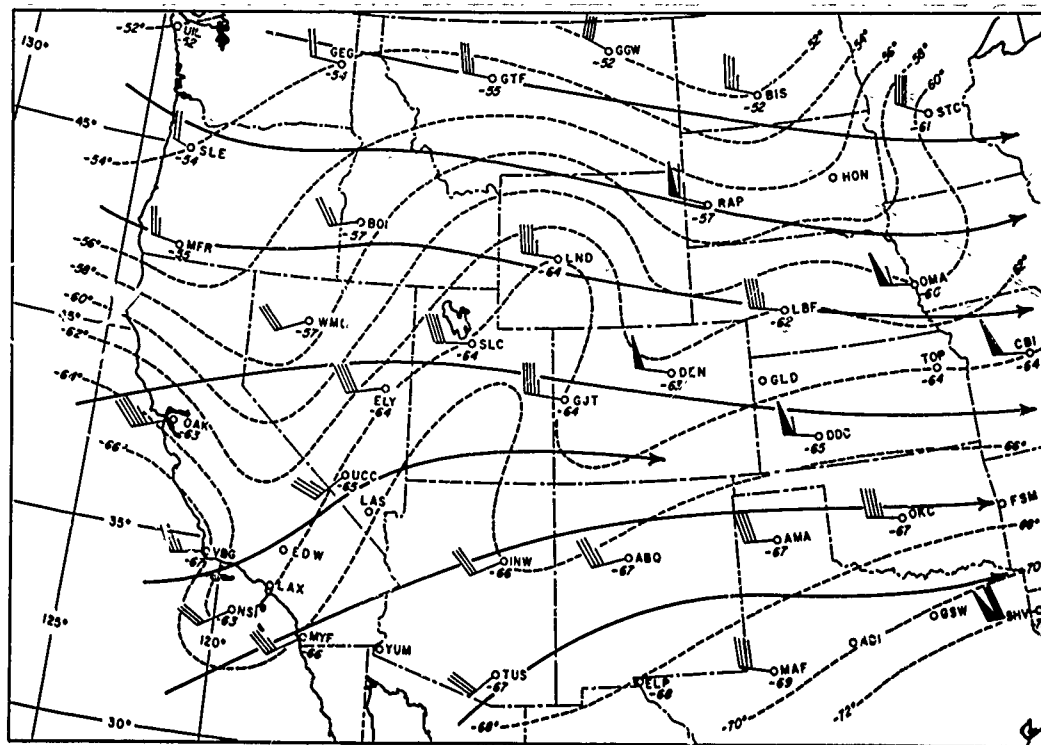 130°
-52°
UIL
-52
GEG
-54
GTF
-55
GGW
-52
BIS
-52
52°
54°
56°
58°
60°
STC
-61
45°
-54°
SLE
-54
HON
RAP
-57
BOI
-57
MFR
-55
LND
-64
OMA
-60
62°
-56°
-58°
-60°
-62°
-64°
-66°
WMC
-57
SLC
-64
LBF
-62
CBI
-64
TOP
-64
DEN
-63
GLD
ELY
-64
GJT
-64
OAK
-63
DDC
-65
UCC
-65
LAS
66°
35°
VBG
-67
EDW
INW
-66
ABQ
-67
AMA
-67
OKC
-67
FSM
68°
70°
LAX
NSI
-63
125°
120°
MYF
-66
YUM
TUS
-67
ELP
-68
MAF
-69
ABI
GSW
SHV
30°
-68°
-70°
-72°